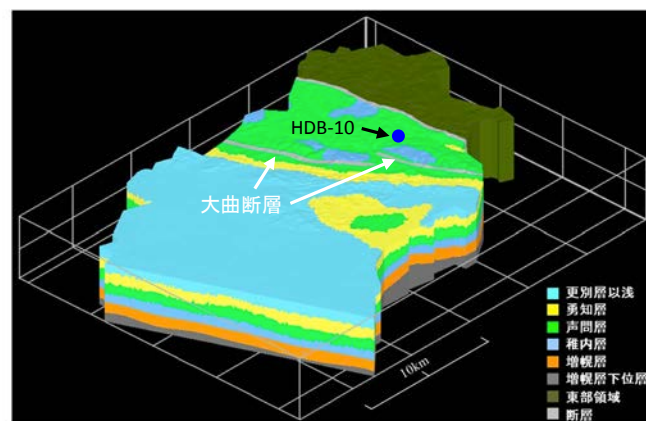 HDB-10
大曲断層
更別層以浅
勇知層
声問層
稚内層
増幌層
増幌層下位層
東部領域
断層
10km